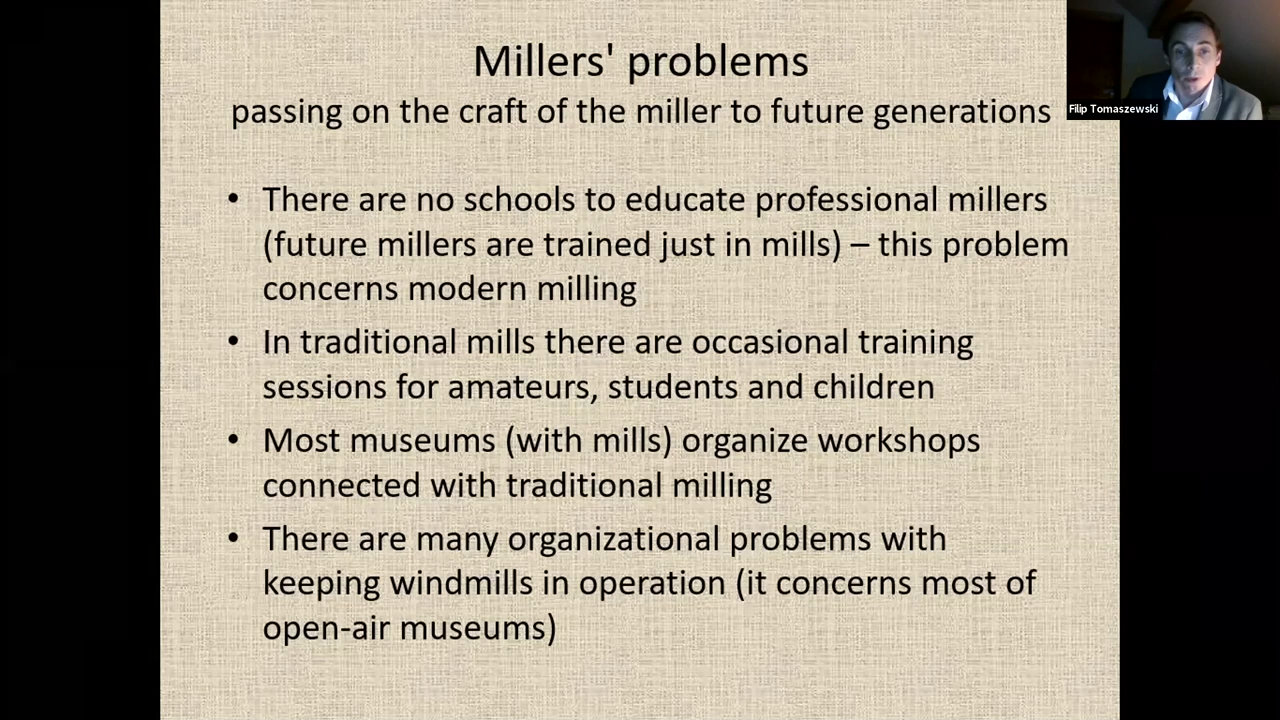 Millers' problems
passing on the craft of the miller to future generations
Filip Tomaszewski
• There are no schools to educate professional millers
(future millers are trained just in mills) – this problem
concerns modern milling
• In traditional mills there are occasional training
sessions for amateurs, students and children
• Most museums (with mills) organize workshops
connected with traditional milling
• There are many organizational problems with
keeping windmills in operation (it concerns most of
open-air museums)